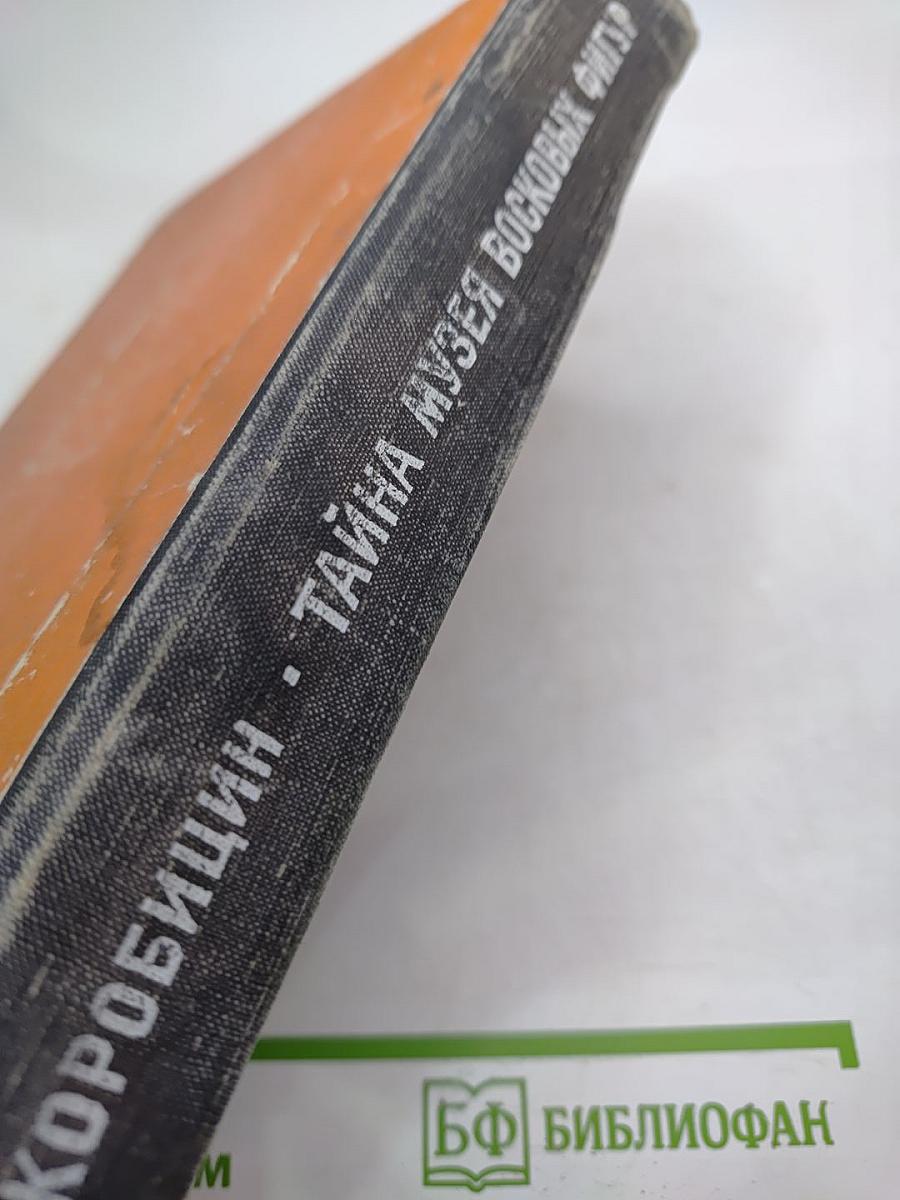 КОРОБИЦИН · ТАЙНА МУЗЕЯ ВОСКОВЫХ ФИГУР
БФ БИБЛИОФАН